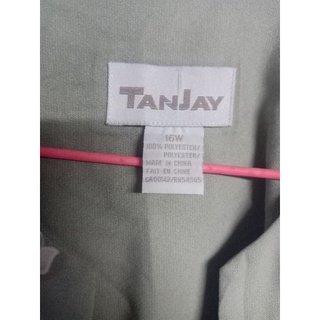 TANJAY
16W
100% POLYESTER/
POLYESTER/
MADE IN CHINA
FAIT EN CHINE